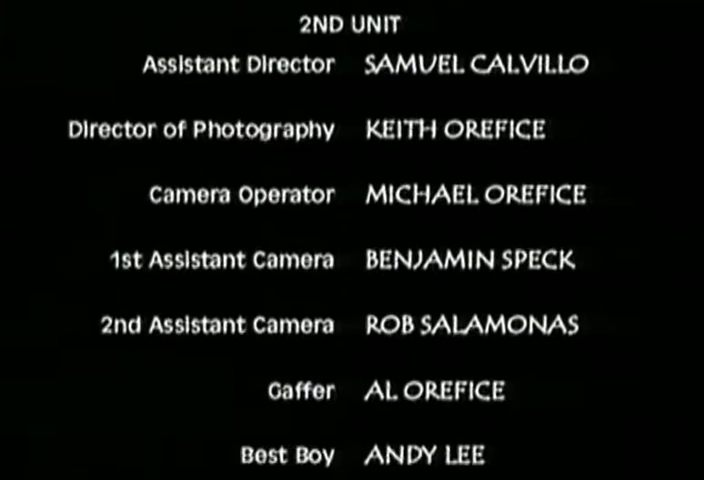 2ND UNIT
Assistant Director SAMUEL CALVILLO
Director of Photography KEITH OREFICE
Camera Operator MICHAEL OREFICE
1st Assistant Camera BENJAMIN SPECK
2nd Assistant Camera ROB SALAMONAS
Gaffer AL OREFICE
Best Boy ANDY LEE